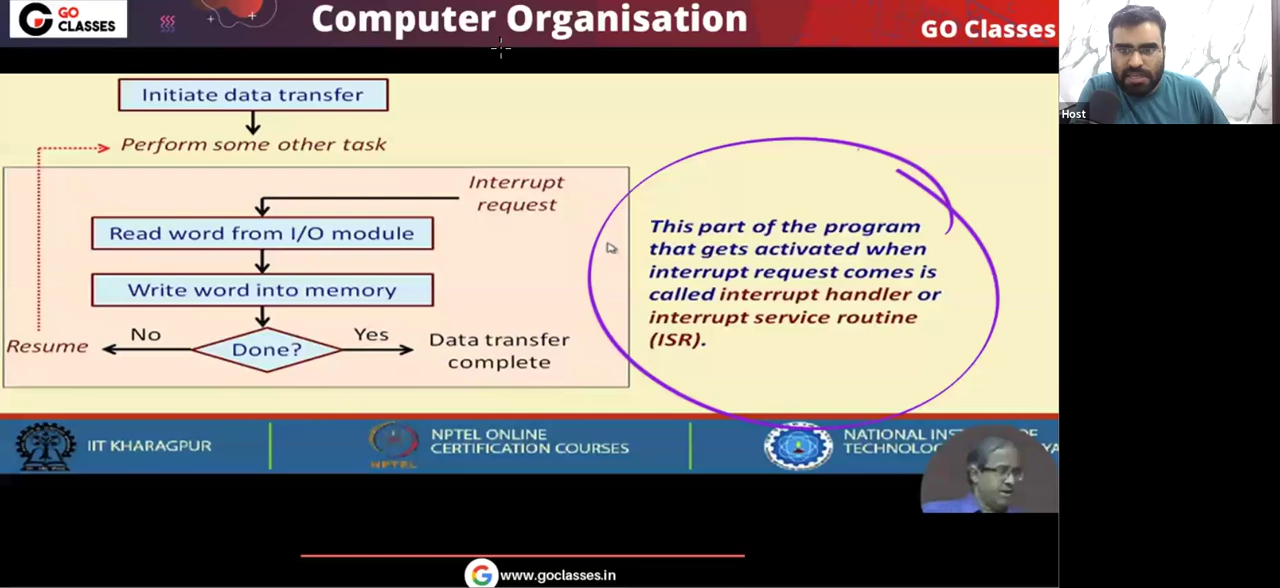 GO
CLASSES
Computer Organisation
GO Classes
Host
Initiate data transfer
Perform some other task
Interrupt
request
Read word from I/O module
Write word into memory
No
Yes
Resume
Done?
Data transfer
complete
This part of the program
that gets activated when
interrupt request comes is
called interrupt handler or
interrupt service routine
(ISR).
IIT KHARAGPUR
NPTEL
NPTEL ONLINE
CERTIFICATION COURSES
NATIONAL
www.goclasses.in